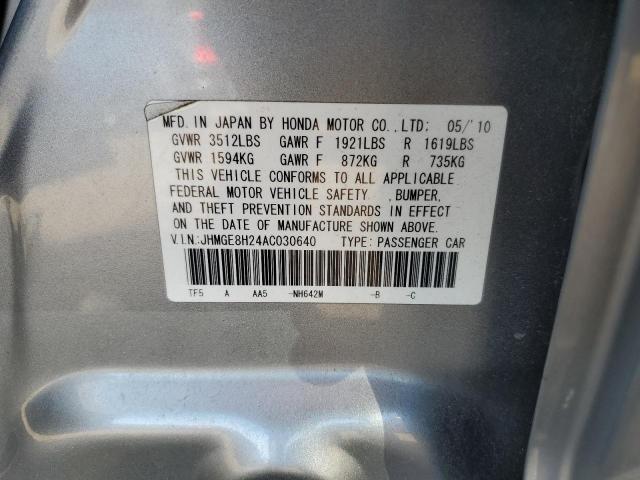 MFD. IN JAPAN BY HONDA MOTOR CO., LTD: 05/'10
GVWR 3512LBS GAWR F 1921LBS R 1619LBS
GVWR 1594KG GAWR F 872KG R 735KG
THIS VEHICLE CONFORMS TO ALL APPLICABLE
FEDERAL MOTOR VEHICLE SAFETY , BUMPER,
AND THEFT PREVENTION STANDARDS IN EFFECT
ON THE DATE OF MANUFACTURE SHOWN ABOVE.
V.I.N:JHMGE8H24AC030640 TYPE: PASSENGER CAR
TF5 A AA5 -NH642M -B -C